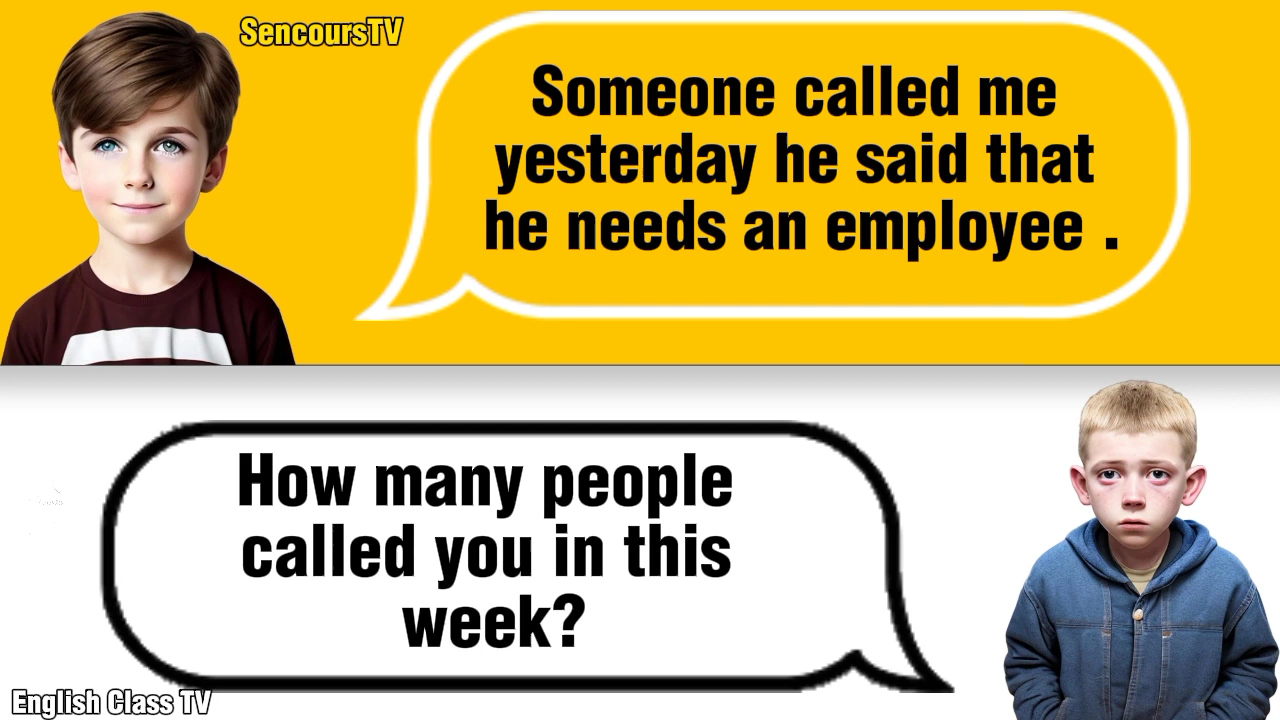 SencoursTV
Someone called me
yesterday he said that
he needs an employee .
How many people
called you in this
week?
English Class TV